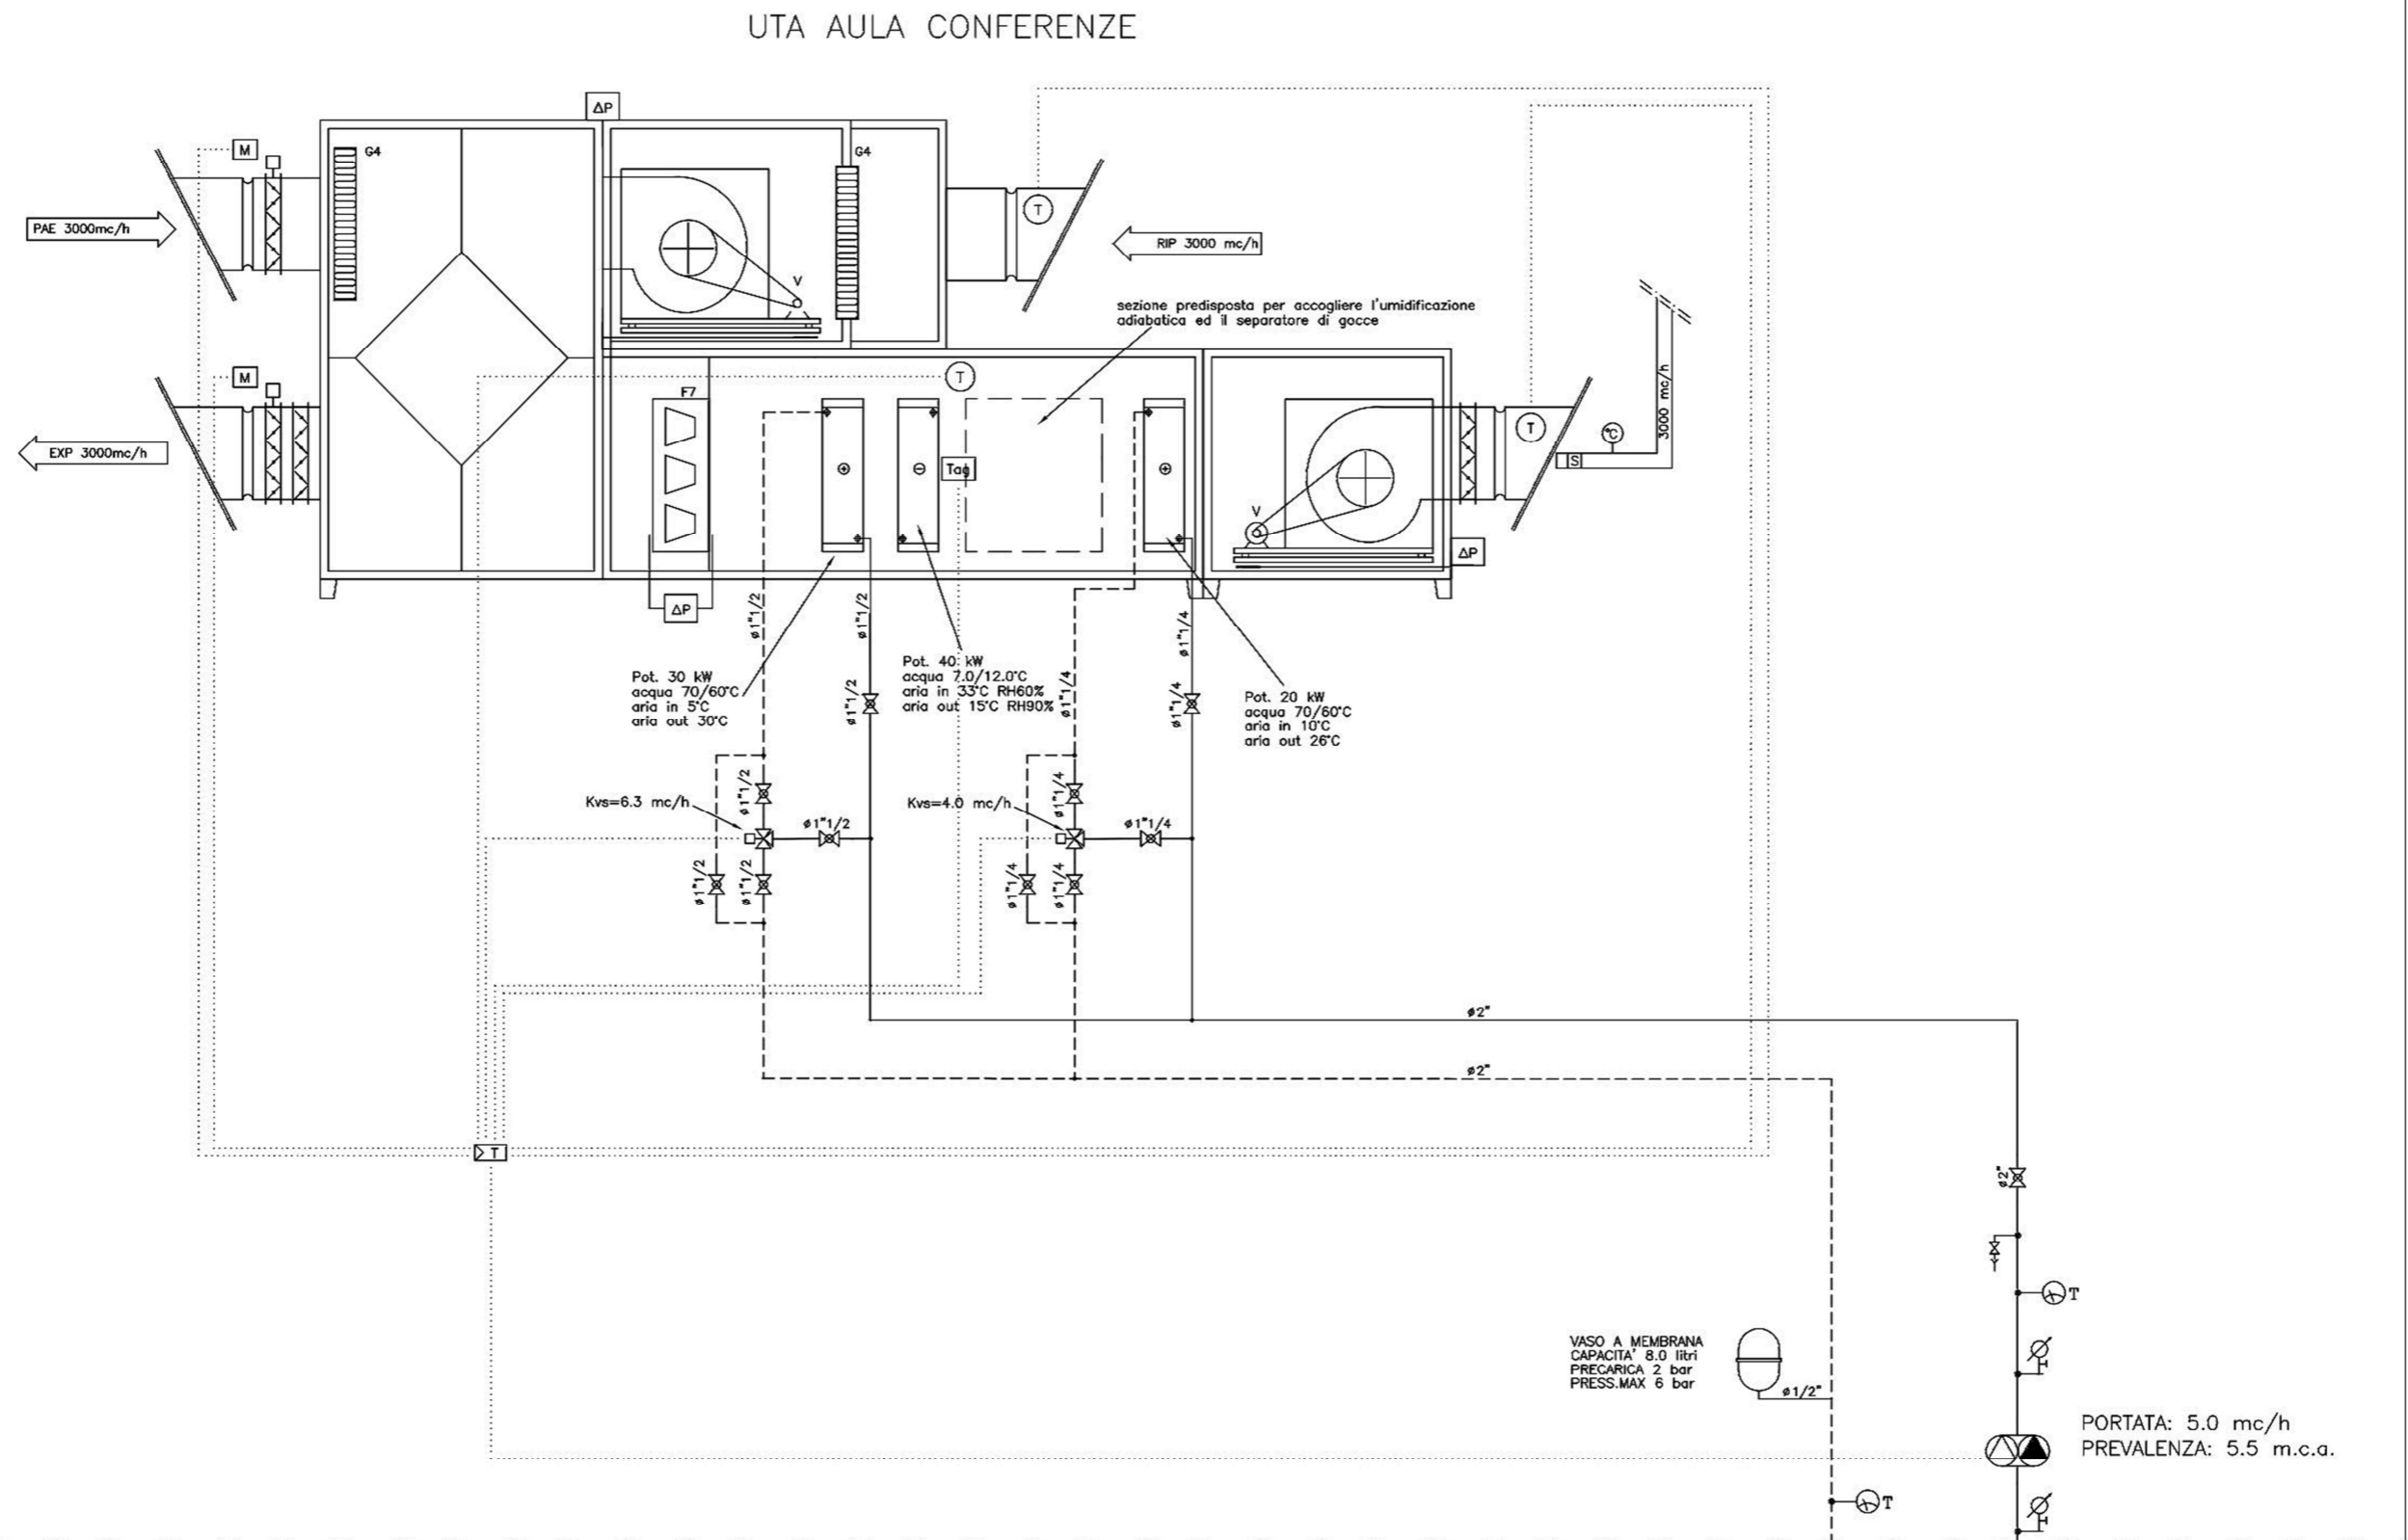 UTA AULA CONFERENZE
ΔP
M
G4
G4
T
PAE 3000mc/h
RIP 3000 mc/h
V
sezione predisposta per accogliere l'umidificazione
adiabatica ed il separatore di gocce
M
T
F7
3000 mc/h
T
°C
EXP 3000mc/h
Tag
S
V
ΔP
ΔP
ø1"1/2
ø1"1/2
ø1"1/4
Pot. 30 kW
acqua 70/60°C
aria in 5°C
aria out 30°C
ø1"1/2
Pot. 40 kW
acqua 7.0/12.0°C
aria in 33°C RH60%
aria out 15°C RH90%
ø1"1/4
ø1"1/4
Pot. 20 kW
acqua 70/60°C
aria in 10°C
aria out 26°C
ø1"1/2
ø1"1/4
Kvs=6.3 mc/h
Kvs=4.0 mc/h
ø1"1/2
ø1"1/4
ø1"1/2
ø1"1/2
ø1"1/4
ø1"1/4
ø2"
ø2"
T
ø2"
T
VASO A MEMBRANA
CAPACITA' 8.0 litri
PRECARICA 2 bar
PRESS.MAX 6 bar
ø1/2"
PORTATA: 5.0 mc/h
PREVALENZA: 5.5 m.c.a.
T